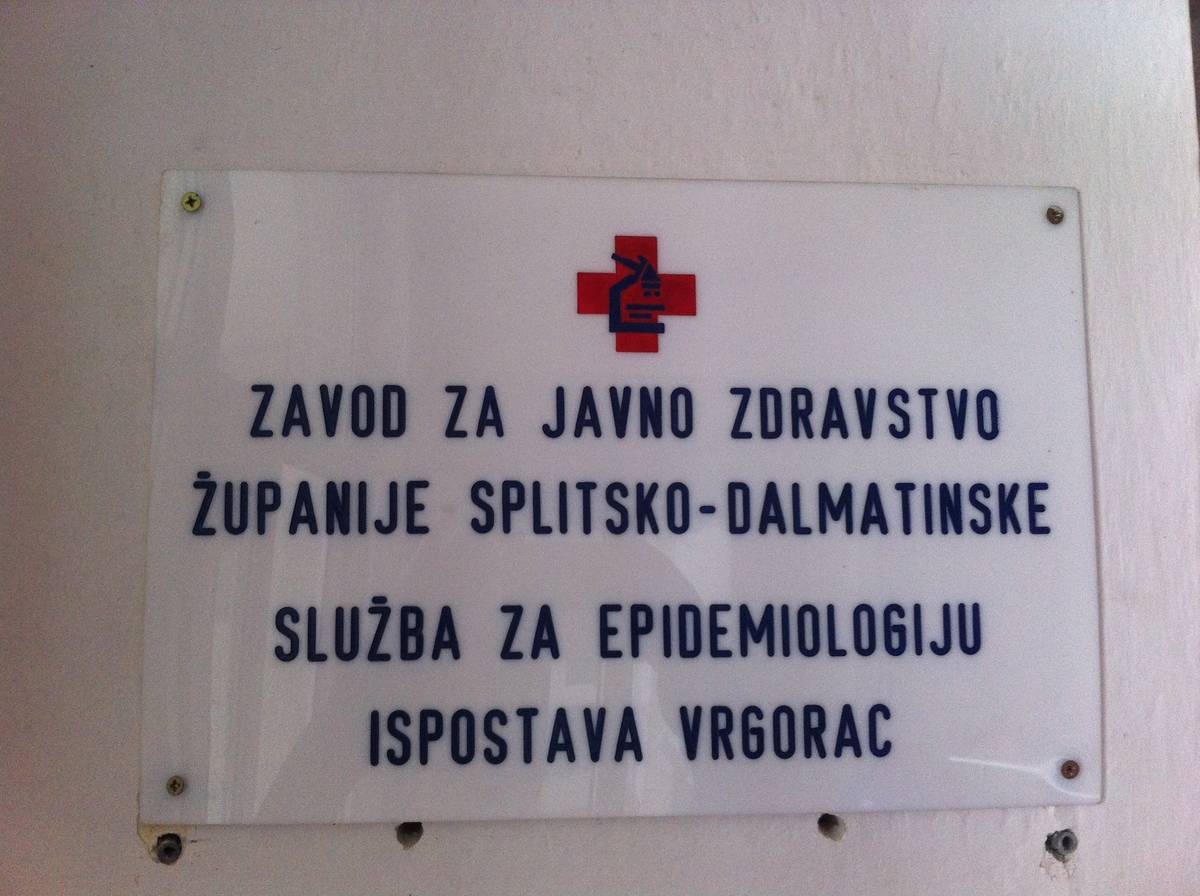 ZAVOD ZA JAVNO ZDRAVSTVO
ŽUPANIJE SPLITSKO-DALMATINSKE
SLUŽBA ZA EPIDEMIOLOGIJU
ISPOSTAVA VRGORAC